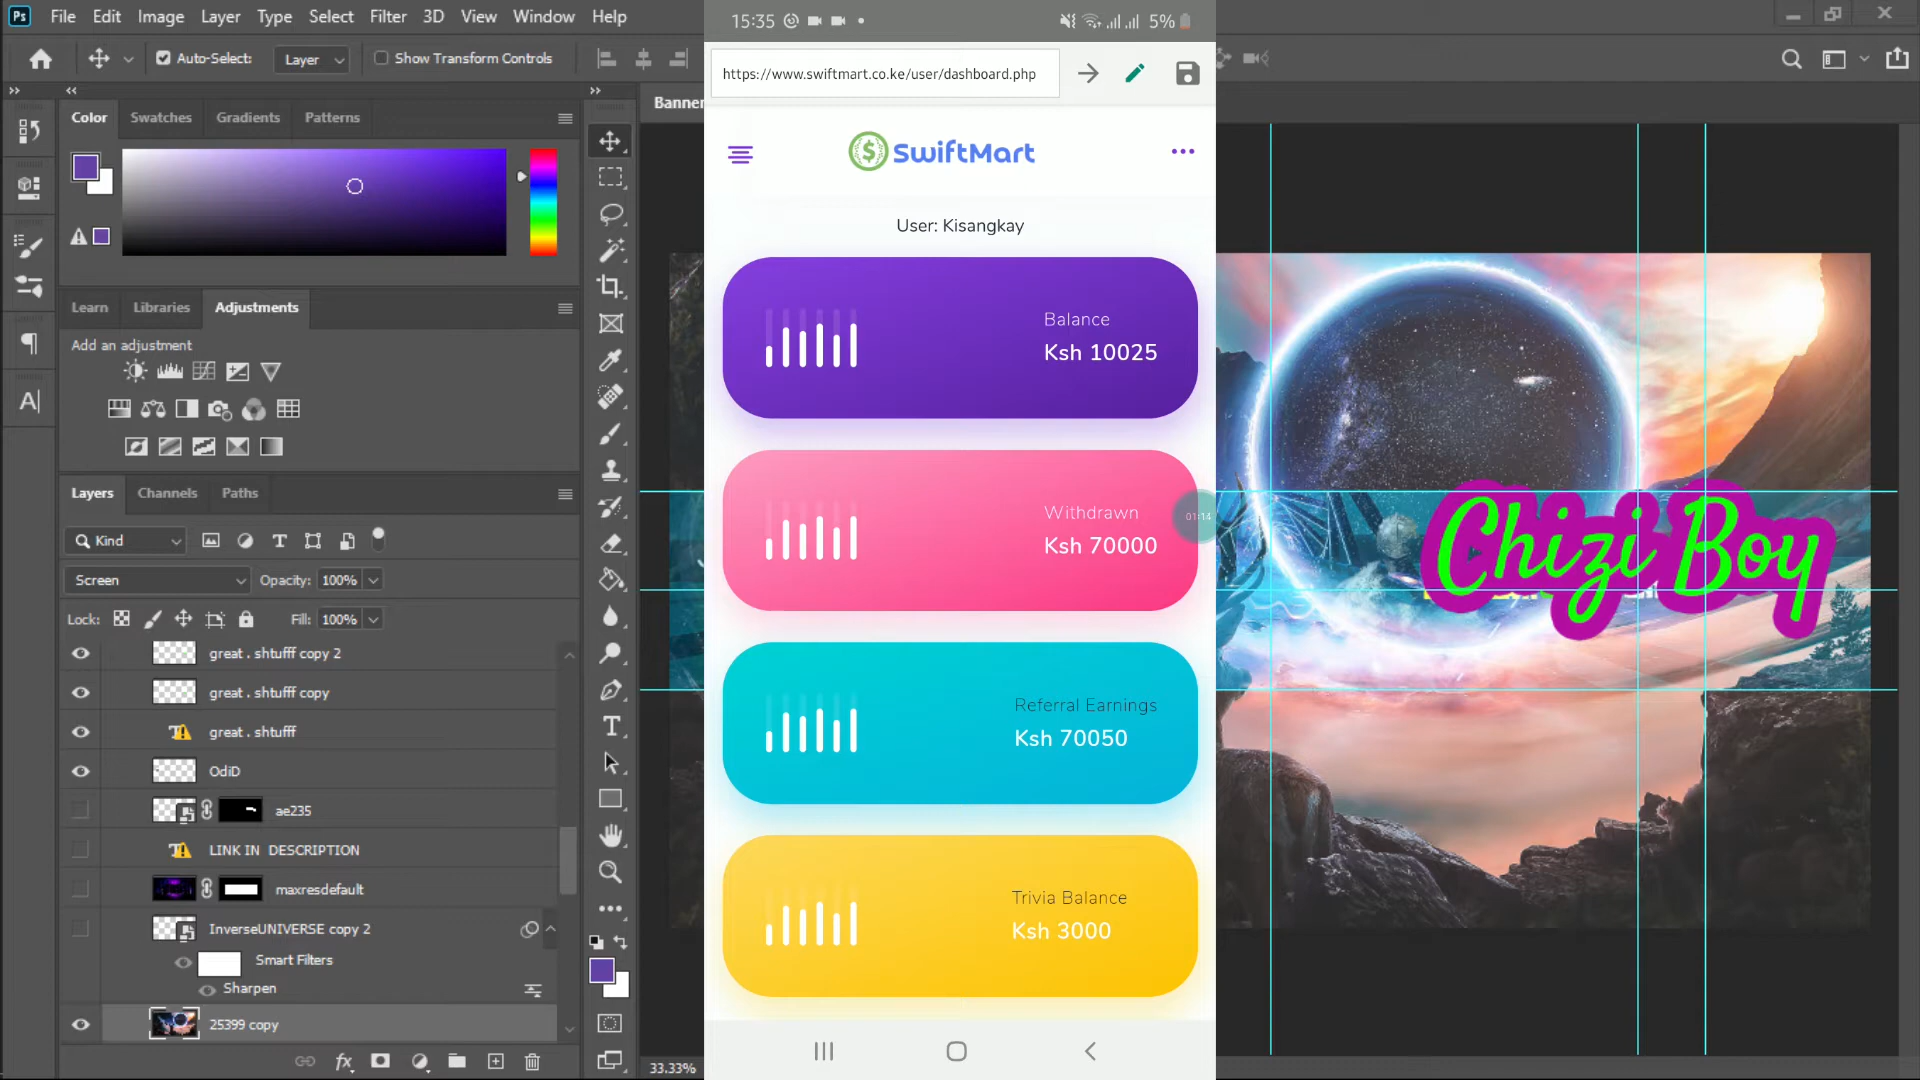 Ps File Edit Image Layer Type Select Filter 3D View Window Help
Auto-Select: Layer Show Transform Controls
Color Swatches Gradients Patterns
Learn Libraries Adjustments
Add an adjustment
Layers Channels Paths
Kind
Screen Opacity: 100%
Lock: Fill: 100%
great . shtufff copy 2
great . shtufff copy
great . shtufff
OdiD
ae235
LINK IN DESCRIPTION
maxresdefault
InverseUNIVERSE copy 2
Smart Filters
Sharpen
25399 copy
fx
Banner
33.33%
15:35 5%
https://www.swiftmart.co.ke/user/dashboard.php
SwiftMart
User: Kisangkay
Balance
Ksh 10025
Withdrawn
Ksh 70000
01:14
Referral Earnings
Ksh 70050
Trivia Balance
Ksh 3000
Chizi Boy